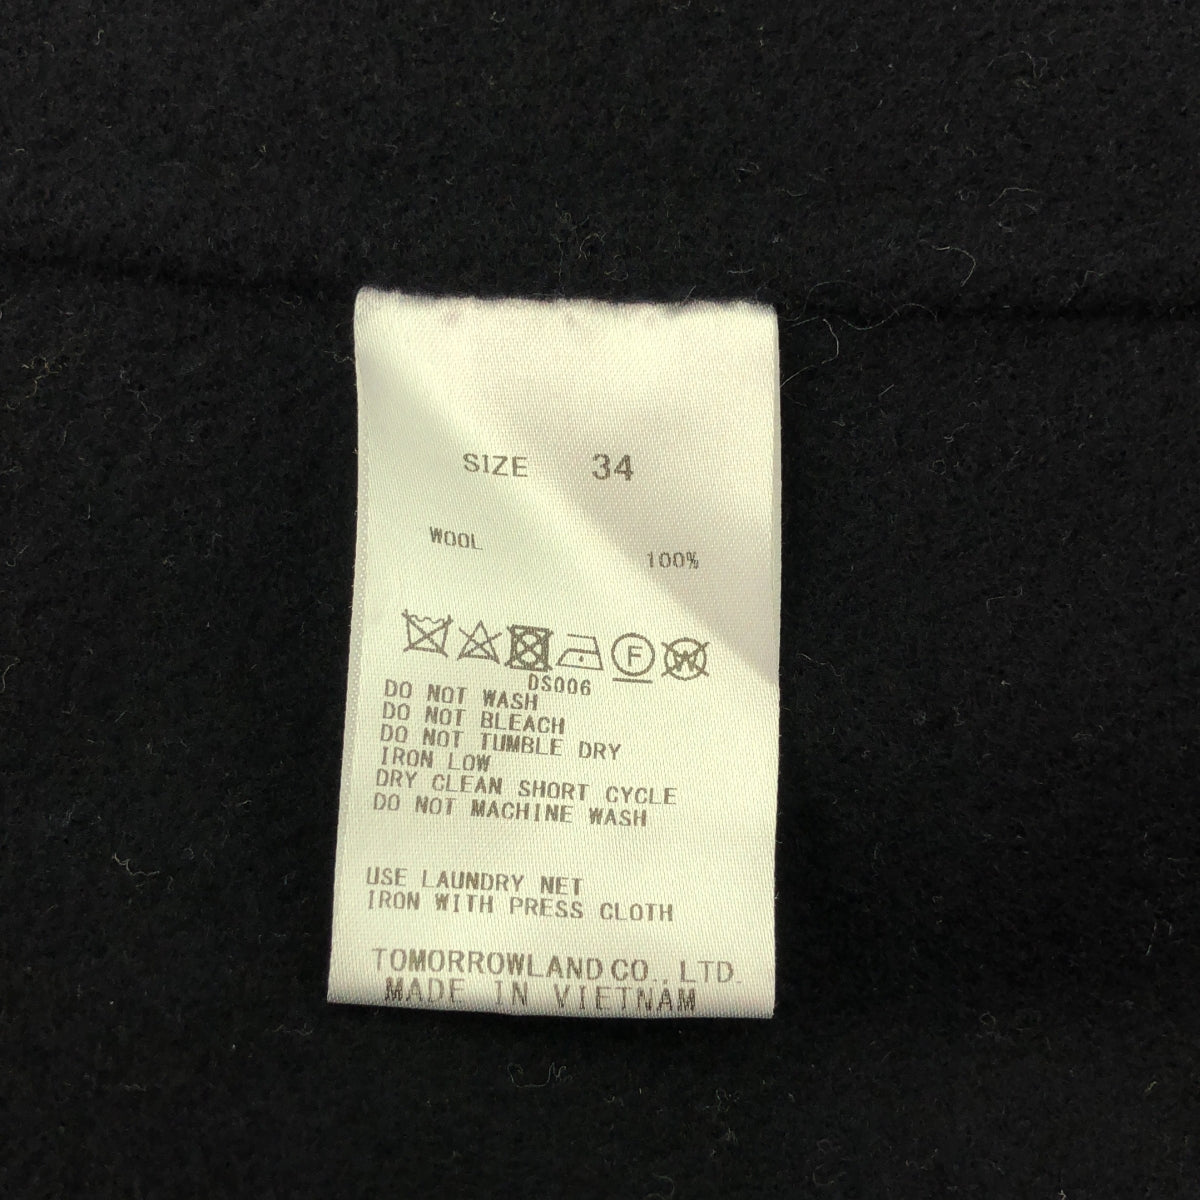 SIZE 34
WOOL 100%
F W
DS006
DO NOT WASH
DO NOT BLEACH
DO NOT TUMBLE DRY
IRON LOW
DRY CLEAN SHORT CYCLE
DO NOT MACHINE WASH
USE LAUNDRY NET
IRON WITH PRESS CLOTH
TOMORROWLAND CO., LTD.
MADE IN VIETNAM